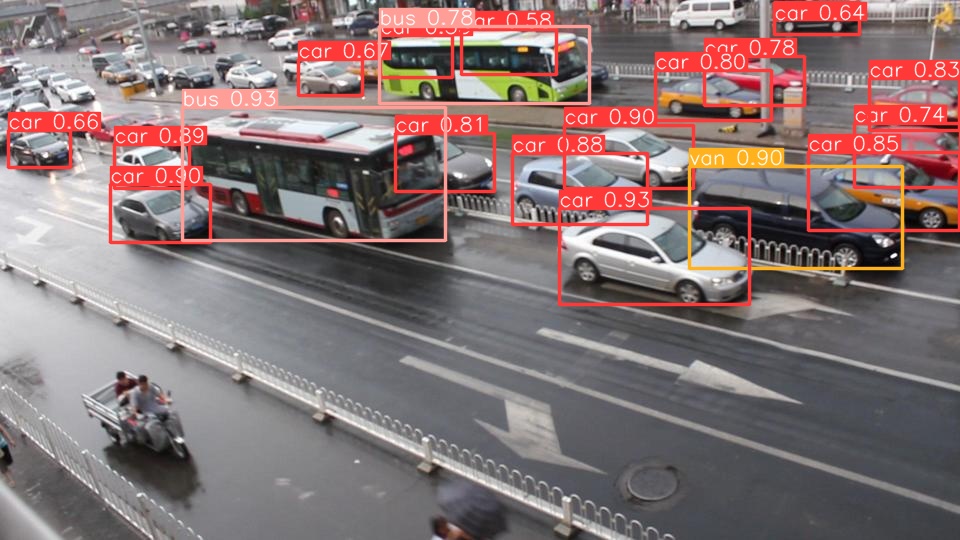 bus 0.78
car 0.58
car 0.64
car 0.67
car 0.78
car 0.80
car 0.83
bus 0.93
car 0.66
car 0.89
car 0.81
car 0.90
car 0.74
car 0.88
car 0.85
van 0.90
car 0.90
car 0.93